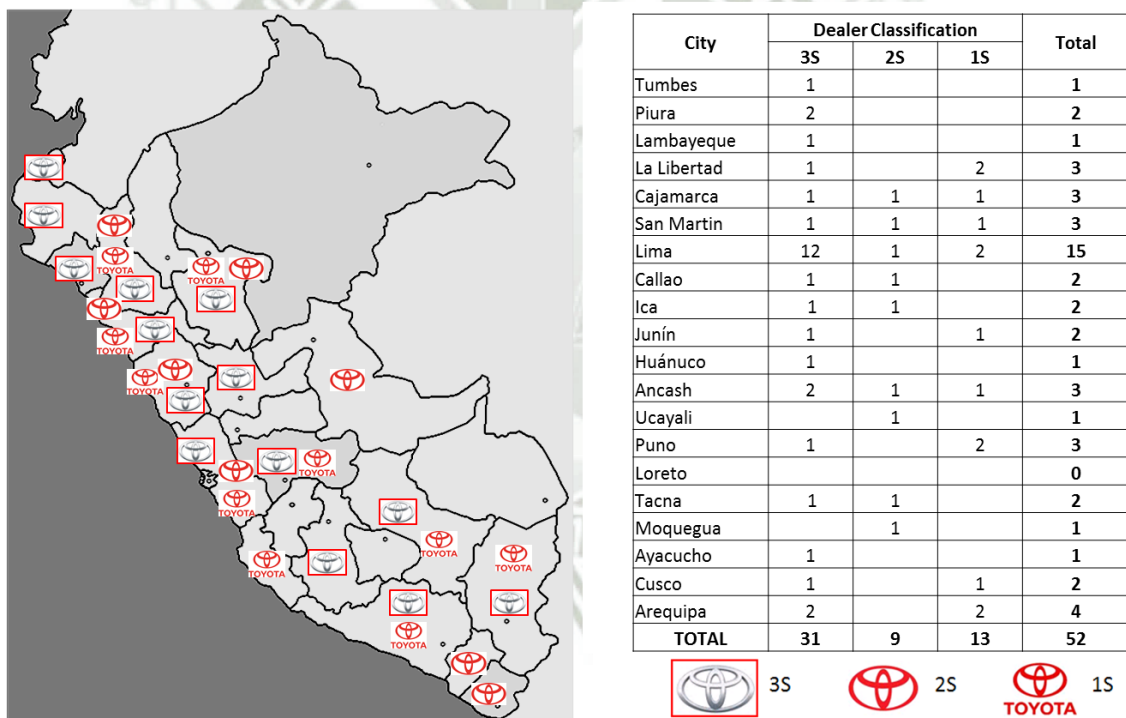 TOYOTA
TOYOTA
TOYOTA
TOYOTA
TOYOTA
TOYOTA
TOYOTA
TOYOTA
TOYOTA
TOYOTA
City Dealer Classification Total
3S 2S 1S
Tumbes 1 1
Piura 2 2
Lambayeque 1 1
La Libertad 1 2 3
Cajamarca 1 1 1 3
San Martin 1 1 1 3
Lima 12 1 2 15
Callao 1 1 2
Ica 1 1 2
Junín 1 1 2
Huánuco 1 1
Ancash 2 1 1 3
Ucayali 1 1
Puno 1 2 3
Loreto 0
Tacna 1 1 2
Moquegua 1 1
Ayacucho 1 1
Cusco 1 1 2
Arequipa 2 2 4
TOTAL 31 9 13 52
3S 2S TOYOTA 1S